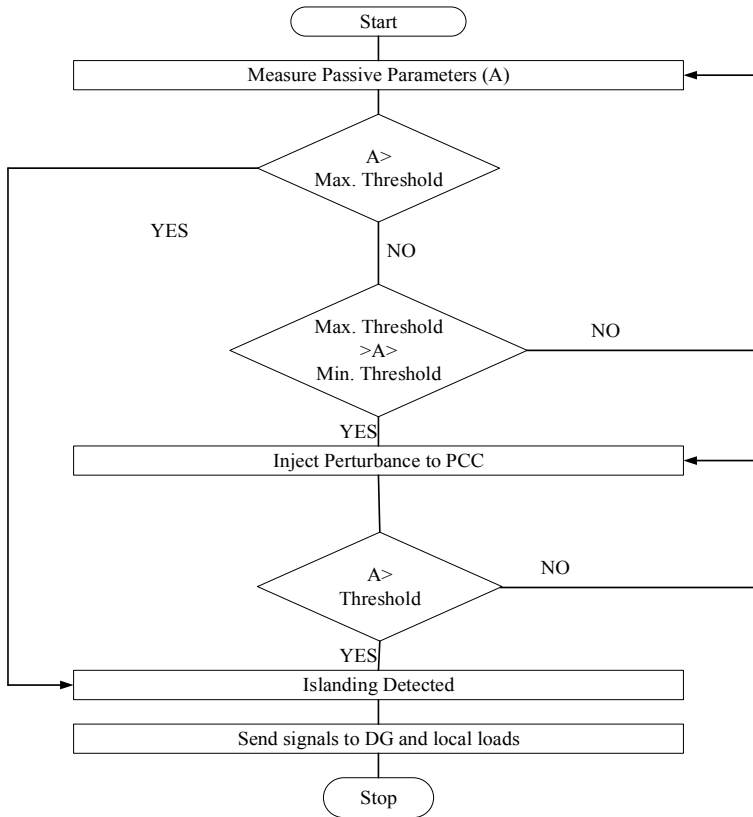 Start
Measure Passive Parameters (A)
A>
Max. Threshold
YES
NO
Max. Threshold
>A>
Min. Threshold
NO
YES
Inject Perturbance to PCC
A>
Threshold
NO
YES
Islanding Detected
Send signals to DG and local loads
Stop